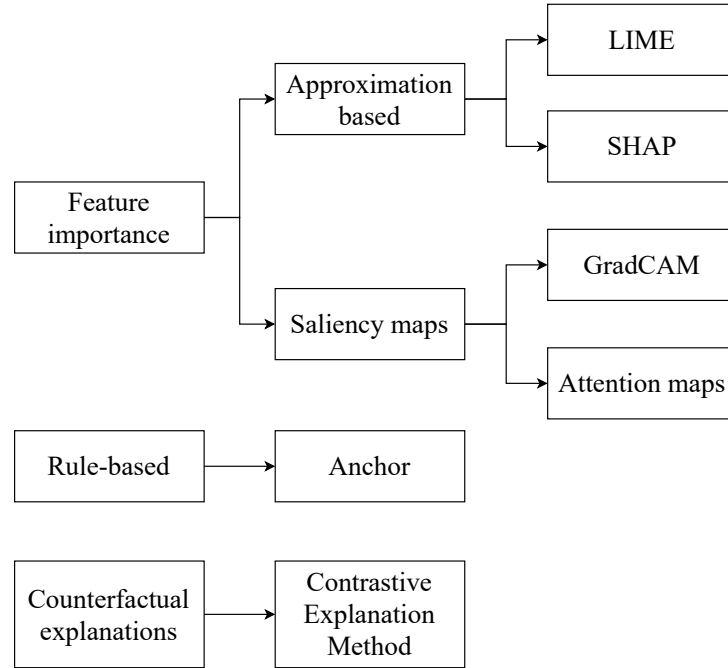 Feature
importance
Approximation
based
LIME
SHAP
Saliency maps
GradCAM
Attention maps
Rule-based
Anchor
Counterfactual
explanations
Contrastive
Explanation
Method